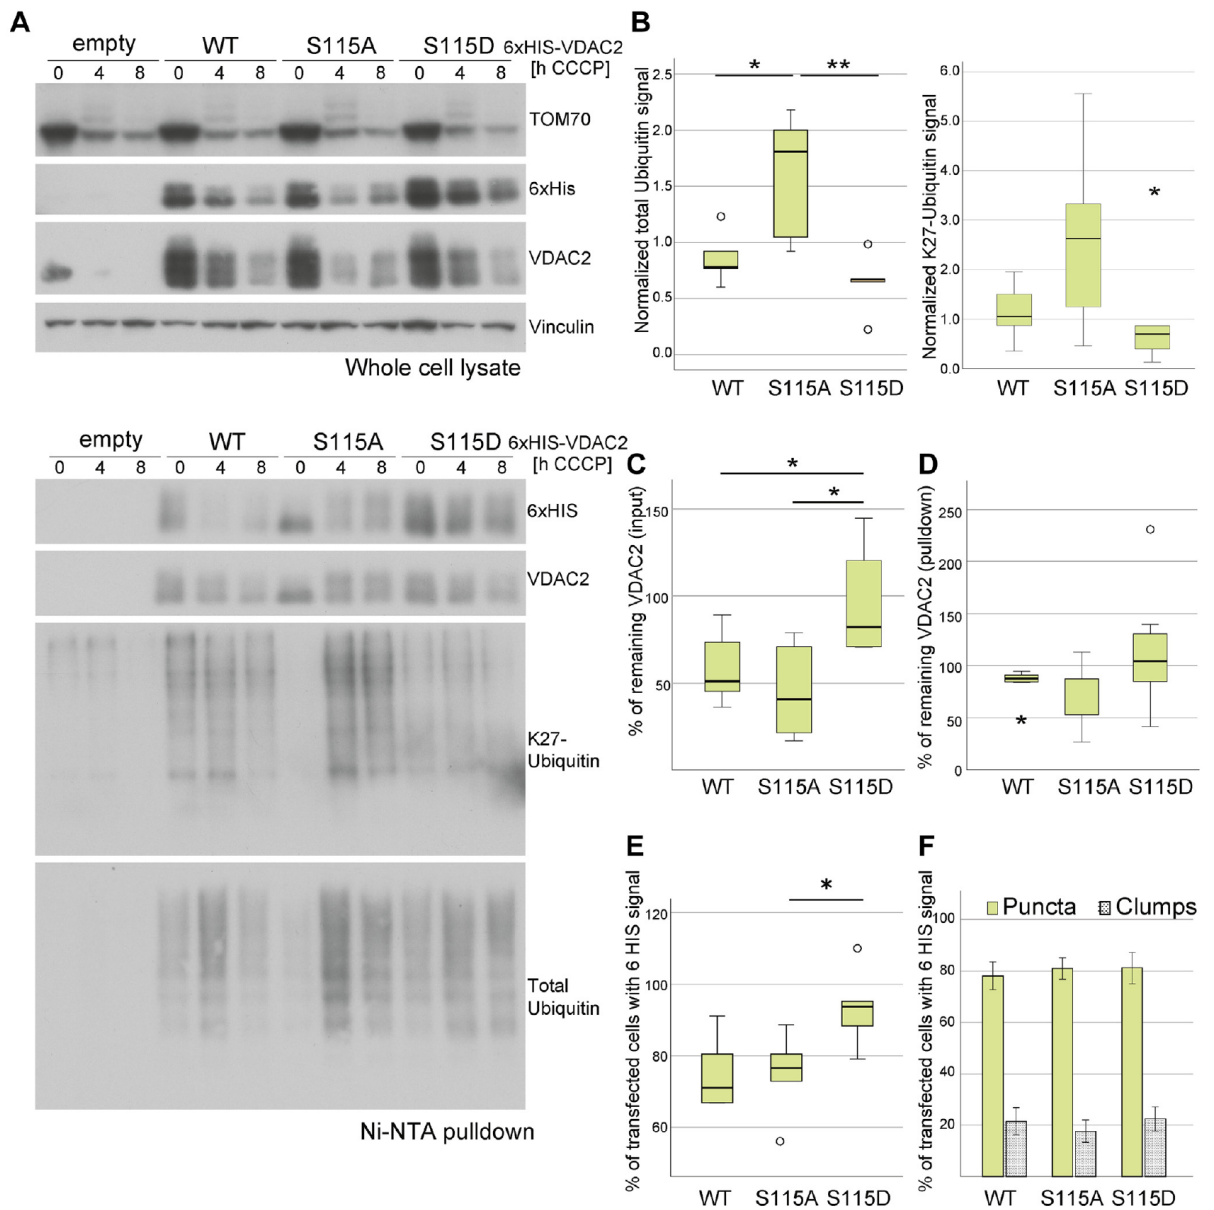 A
empty WT S115A S115D 6xHIS-VDAC2
0 4 8 0 4 8 0 4 8 0 4 8 [h CCCP]
TOM70
6xHis
VDAC2
Vinculin
Whole cell lysate
empty WT S115A S115D 6xHIS-VDAC2
0 4 8 0 4 8 0 4 8 0 4 8 [h CCCP]
6xHIS
VDAC2
K27-
Ubiquitin
Total
Ubiquitin
Ni-NTA pulldown
B
Normalized total Ubiquitin signal
2.5
2.0
1.5
1.0
0.5
0.0
* **
WT S115A S115D
Normalized K27-Ubiquitin signal
6.0
5.0
4.0
3.0
2.0
1.0
0.0
*
WT S115A S115D
C
% of remaining VDAC2 (input)
150
100
50
*
*
WT S115A S115D
D
% of remaining VDAC2 (pulldown)
250
200
150
100
50
0
*
WT S115A S115D
E
% of transfected cells with 6 HIS signal
120
100
80
60
*
WT S115A S115D
F
% of transfected cells with 6 HIS signal
100
80
60
40
20
Puncta Clumps
WT S115A S115D